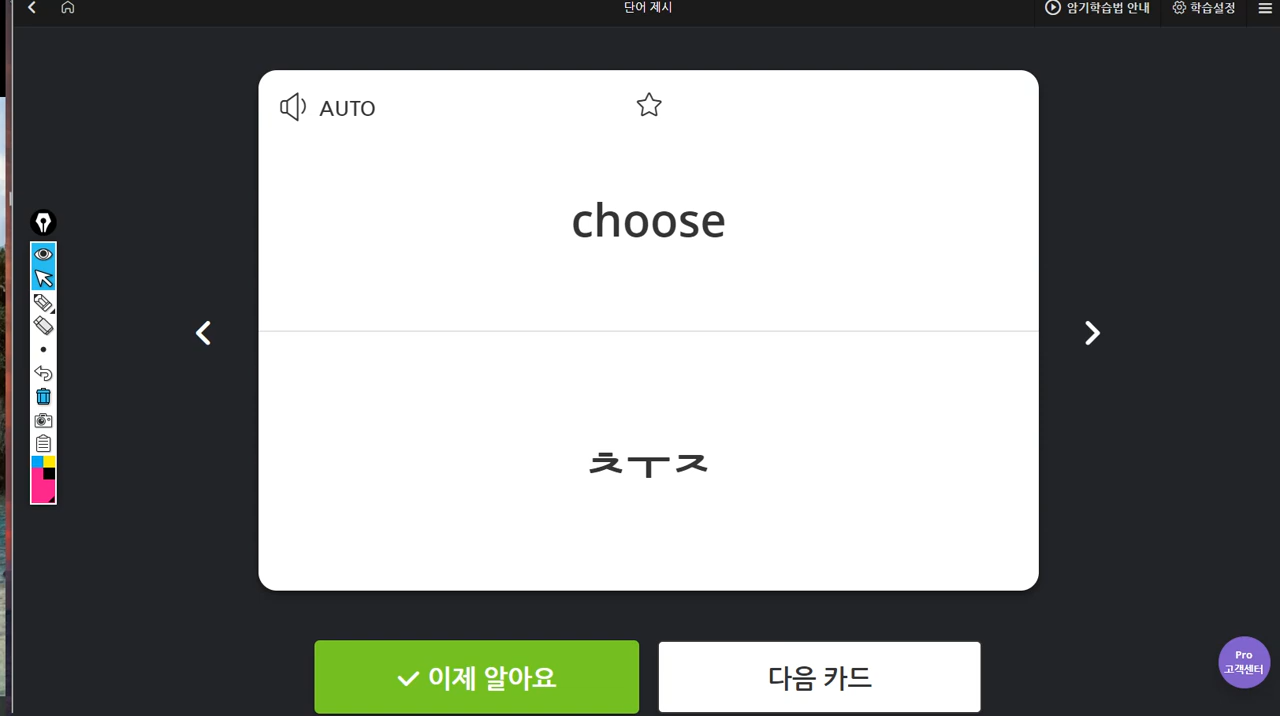 단어 제시
암기학습법 안내
학습설정
AUTO
choose
ㅊㅜㅈ
이제 알아요
다음 카드
Pro
고객센터